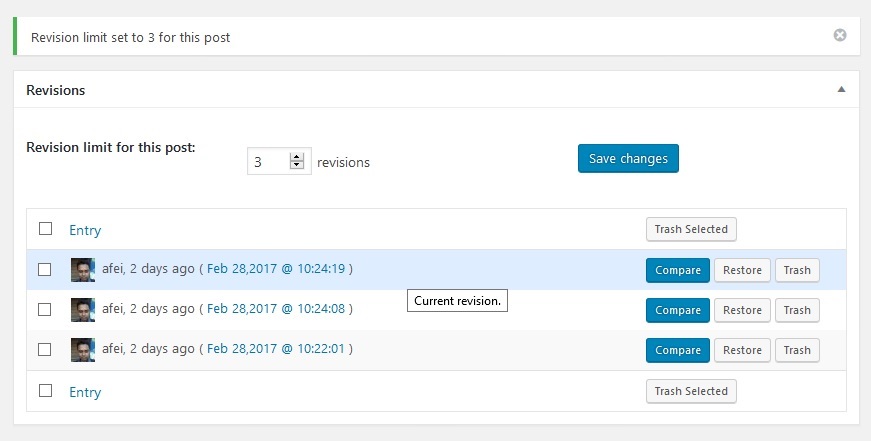 Revision limit set to 3 for this post
Revisions
Revision limit for this post: 3 revisions Save changes
Entry Trash Selected
afei, 2 days ago ( Feb 28,2017 @ 10:24:19 ) Compare Restore Trash
Current revision.
afei, 2 days ago ( Feb 28,2017 @ 10:24:08 ) Compare Restore Trash
afei, 2 days ago ( Feb 28,2017 @ 10:22:01 ) Compare Restore Trash
Entry Trash Selected